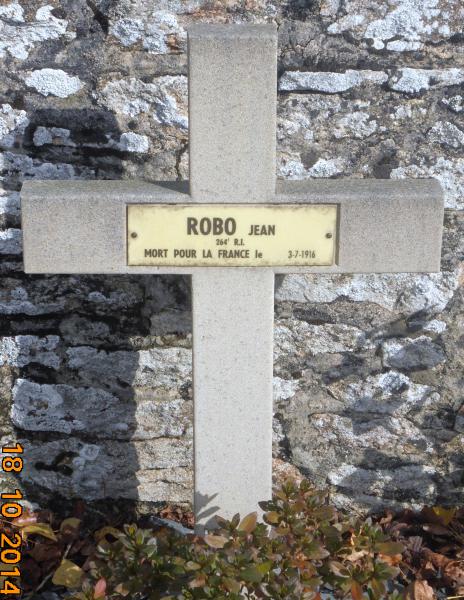 ROBO JEAN
264e R.I.
MORT POUR LA FRANCE le 3-7-1916
18 10 2014